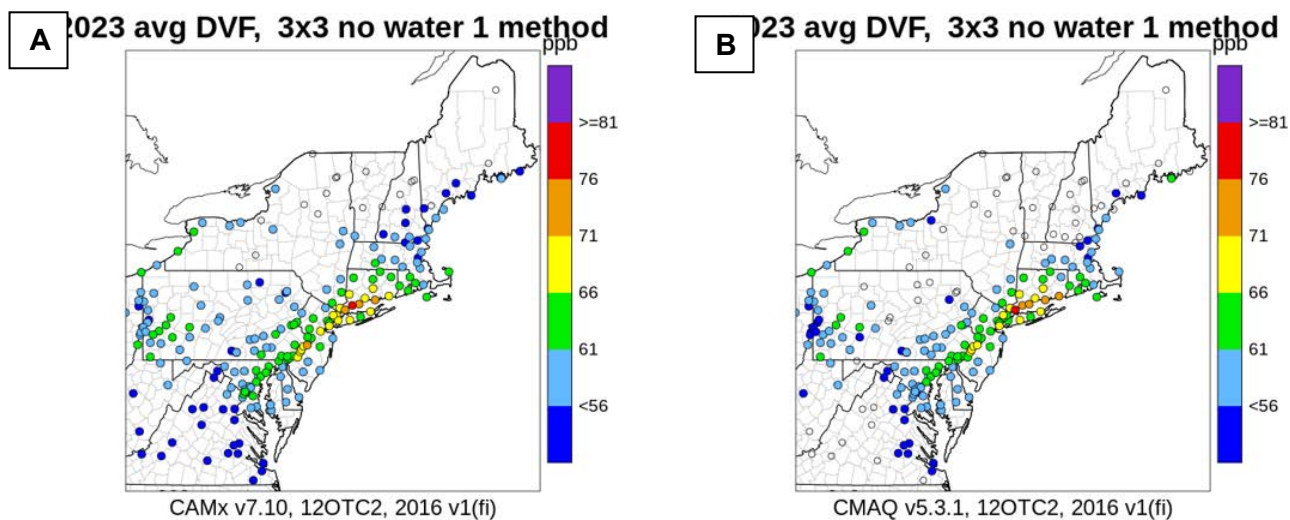 A
2023 avg DVF, 3x3 no water 1 method
ppb
>=81
76
71
66
61
<56
CAMx v7.10, 12OTC2, 2016 v1(fi)
B
023 avg DVF, 3x3 no water 1 method
ppb
>=81
76
71
66
61
<56
CMAQ v5.3.1, 12OTC2, 2016 v1(fi)